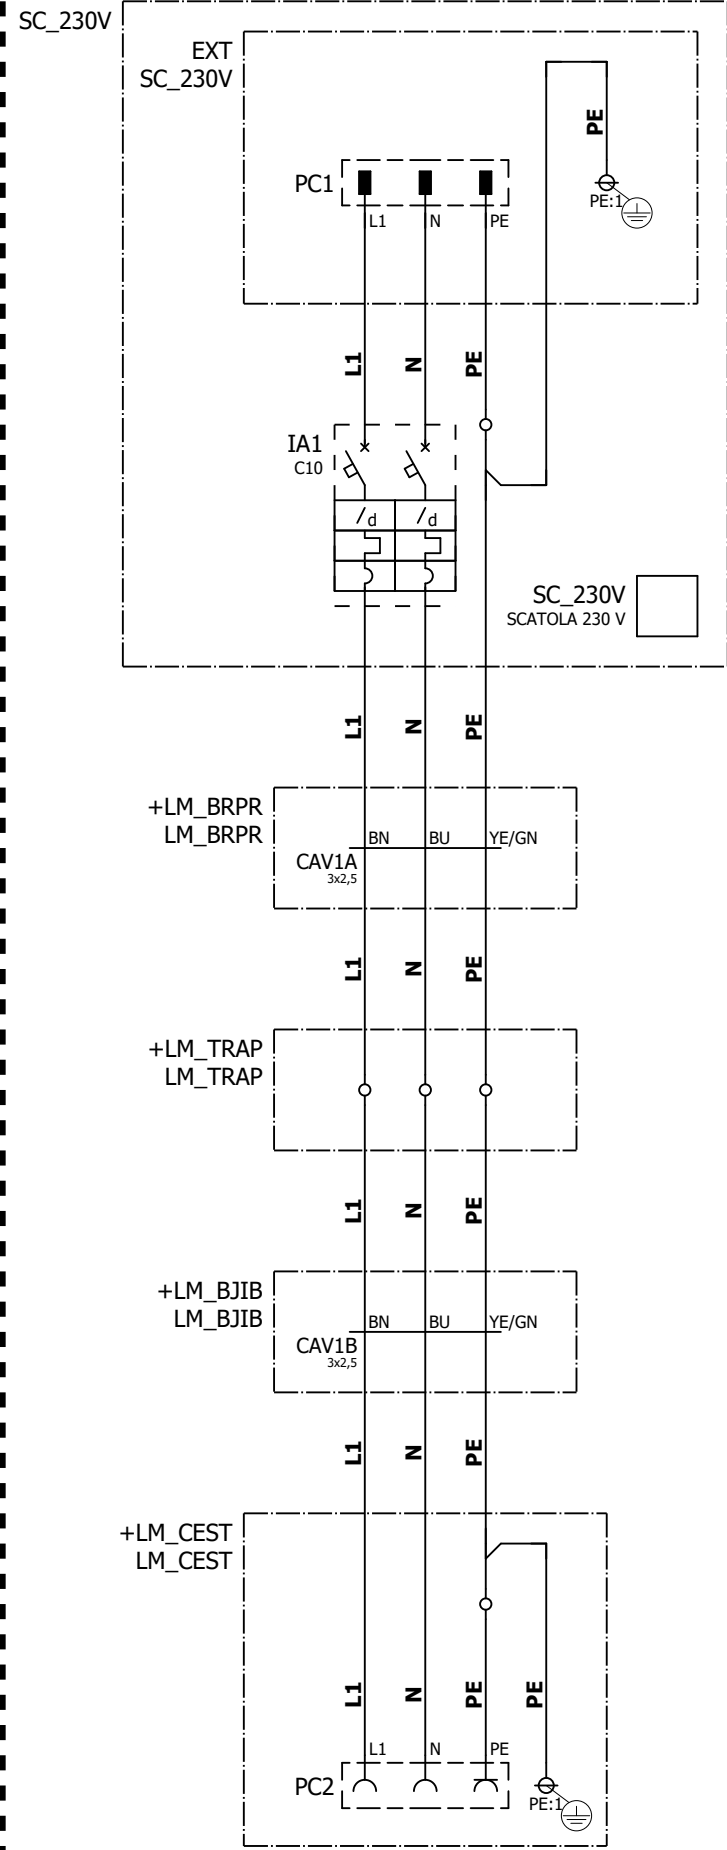 SC_230V
EXT
SC_230V
PE
PC1
PE:1
L1 N PE
L1 N PE
IA1
C10
d d
SC_230V
SCATOLA 230 V
L1 N PE
+LM_BRPR
LM_BRPR
BN BU YE/GN
CAV1A
3x2,5
L1 N PE
+LM_TRAP
LM_TRAP
L1 N PE
+LM_BJIB
LM_BJIB
BN BU YE/GN
CAV1B
3x2,5
L1 N PE
+LM_CEST
LM_CEST
L1 N PE PE
L1 N PE
PC2
PE:1